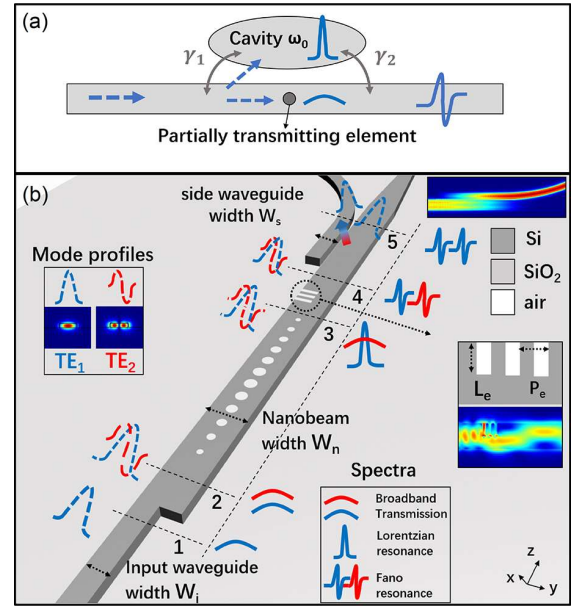 (a)
Cavity ω₀
γ₁
γ₂
Partially transmitting element
(b)
side waveguide
width Wₛ
Mode profiles
TE₁ TE₂
5
4
3
2
1
Si
SiO₂
air
Lₑ
Pₑ
Nanobeam
width Wₙ
Input waveguide
width Wᵢ
Spectra
Broadband
Transmission
Lorentzian
resonance
Fano
resonance
z
x
y